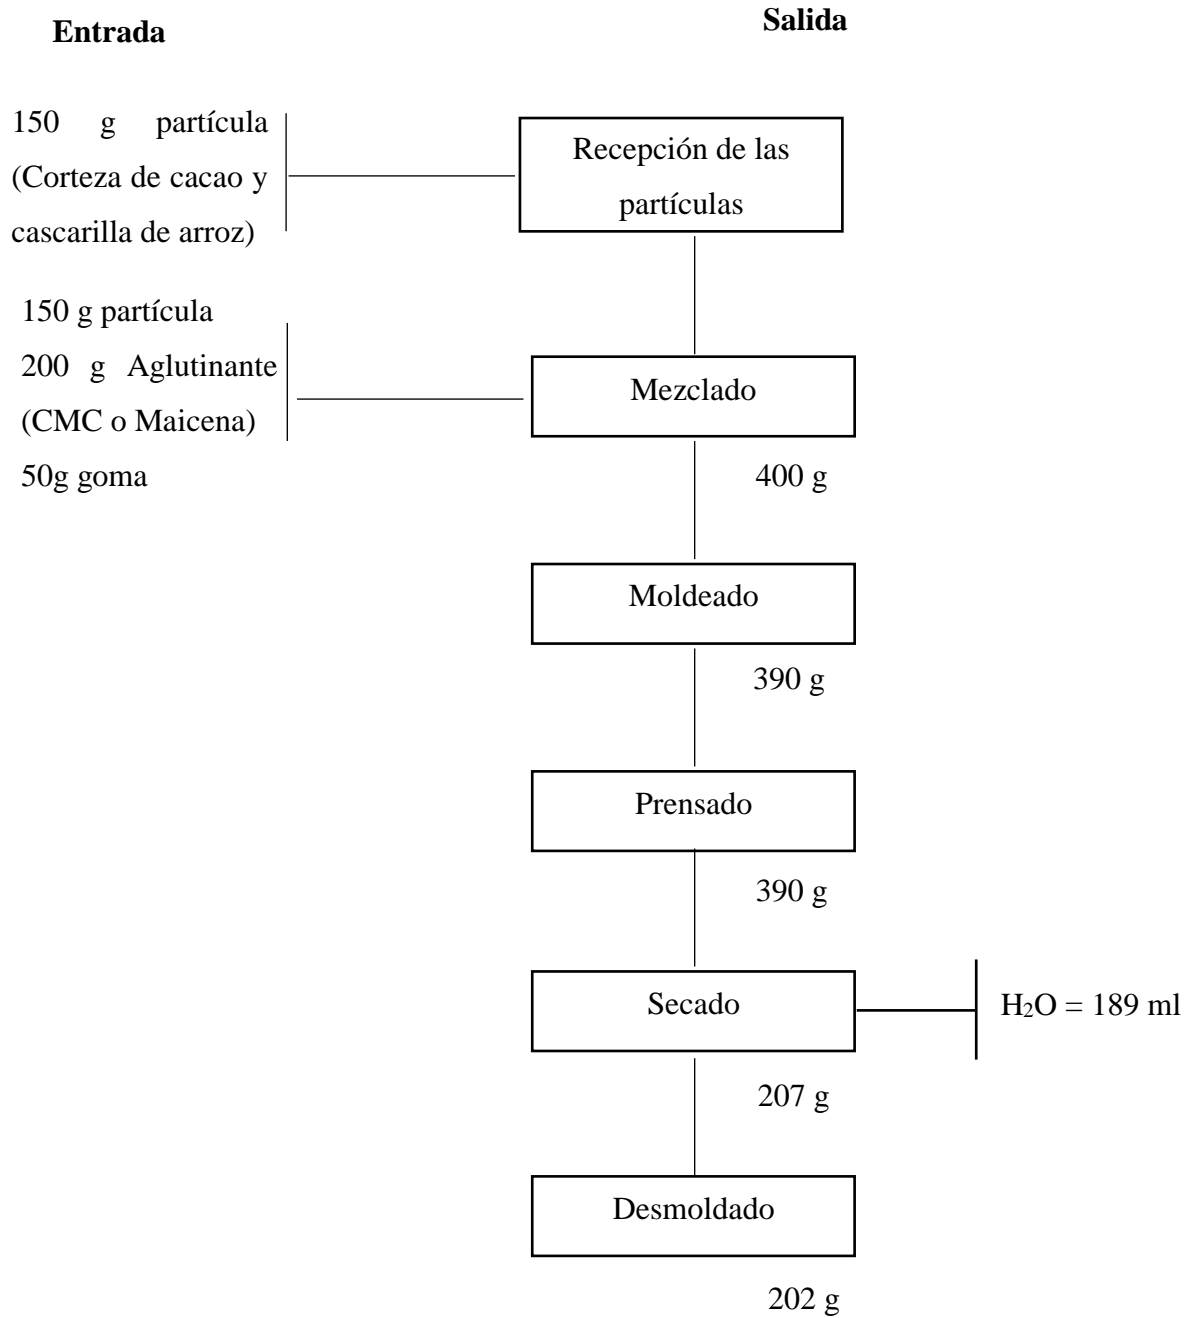 Entrada
Salida
150 g partícula
(Corteza de cacao y
cascarilla de arroz)
Recepción de las
partículas
150 g partícula
200 g Aglutinante
(CMC o Maicena)
50g goma
Mezclado
400 g
Moldeado
390 g
Prensado
390 g
Secado
H₂O = 189 ml
207 g
Desmoldado
202 g